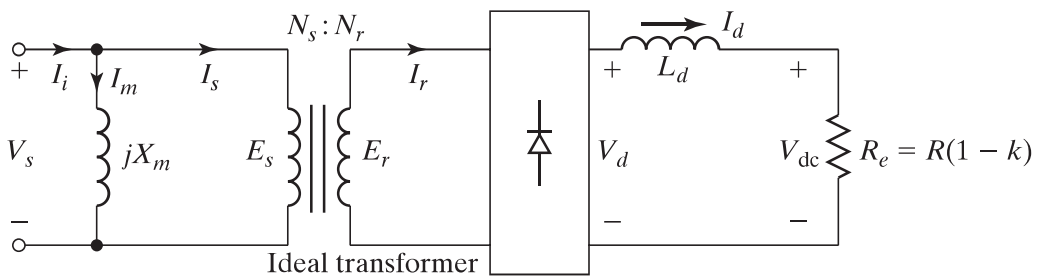 N_s : N_r
+ I_i I_m I_s I_r + L_d I_d +
V_s jX_m E_s E_r V_d V_dc R_e = R(1 − k)
− − −
Ideal transformer